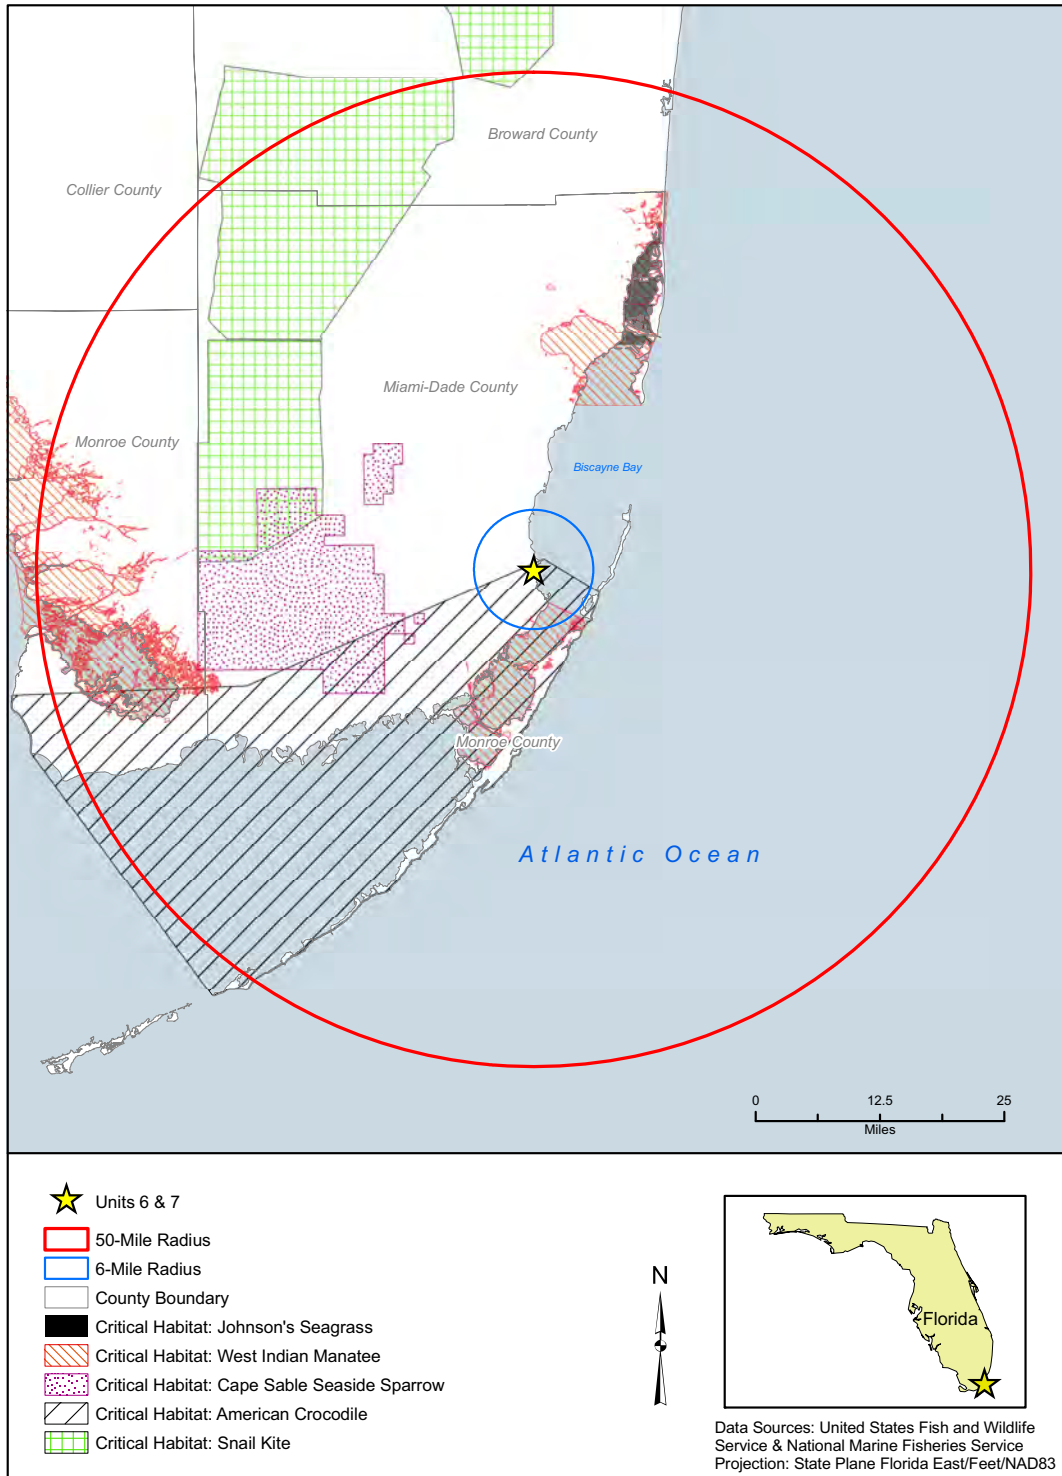 Broward County
Collier County
Miami-Dade County
Monroe County
Biscayne Bay
Monroe County
Atlantic Ocean
0 12.5 25
Miles
Units 6 & 7
50-Mile Radius
6-Mile Radius
County Boundary
Critical Habitat: Johnson's Seagrass
Critical Habitat: West Indian Manatee
Critical Habitat: Cape Sable Seaside Sparrow
Critical Habitat: American Crocodile
Critical Habitat: Snail Kite
N
Florida
Data Sources: United States Fish and Wildlife
Service & National Marine Fisheries Service
Projection: State Plane Florida East/Feet/NAD83